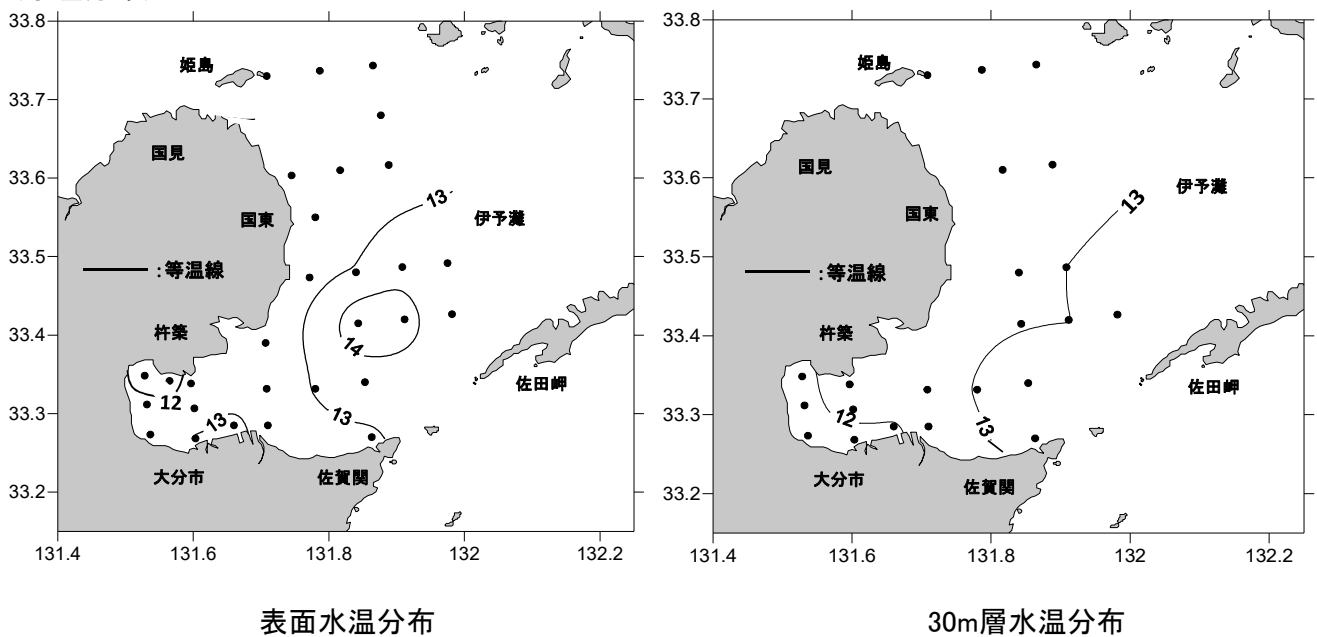 33.8
33.7
33.6
33.5
33.4
33.3
33.2
131.4 131.6 131.8 132 132.2
姫島
国見
国東
伊予灘
:等温線
杵築
佐田岬
大分市
佐賀関
13
14
12
13
13
表面水温分布
33.8
33.7
33.6
33.5
33.4
33.3
33.2
131.4 131.6 131.8 132 132.2
姫島
国見
国東
伊予灘
:等温線
杵築
佐田岬
大分市
佐賀関
13
12
13
30m層水温分布